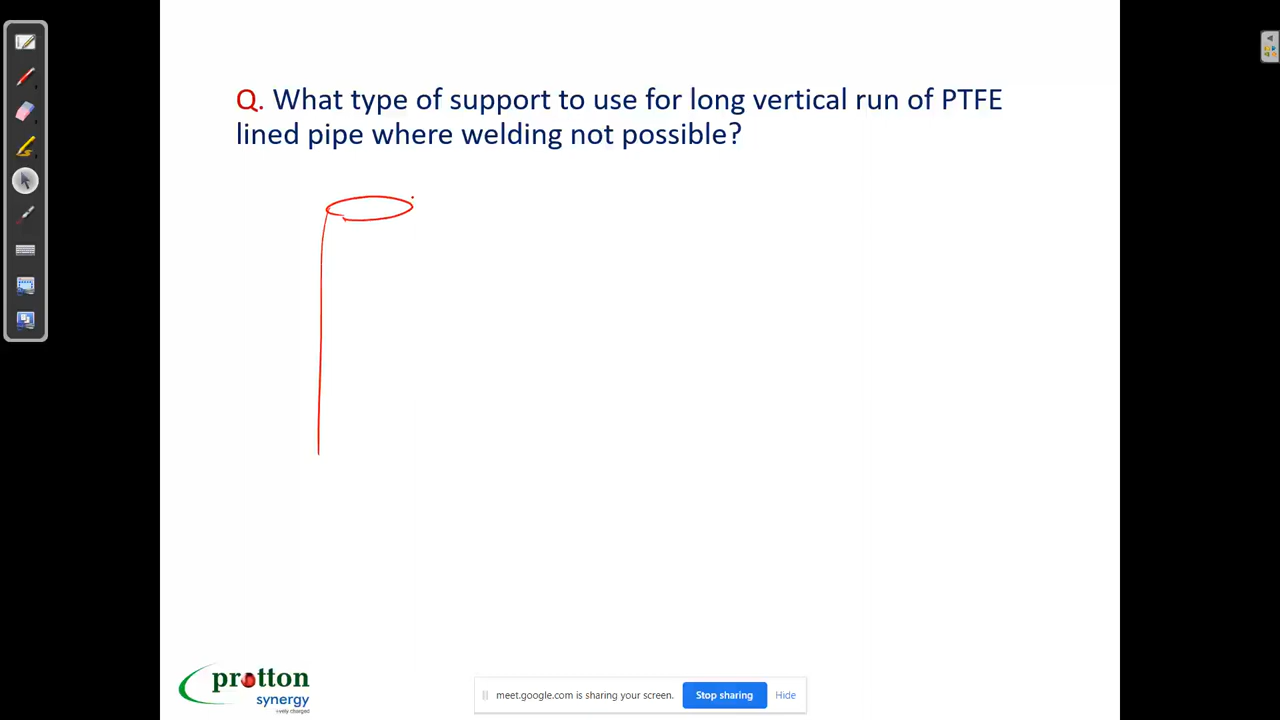 Q. What type of support to use for long vertical run of PTFE
lined pipe where welding not possible?
protton
synergy
meet.google.com is sharing your screen.
Stop sharing
Hide